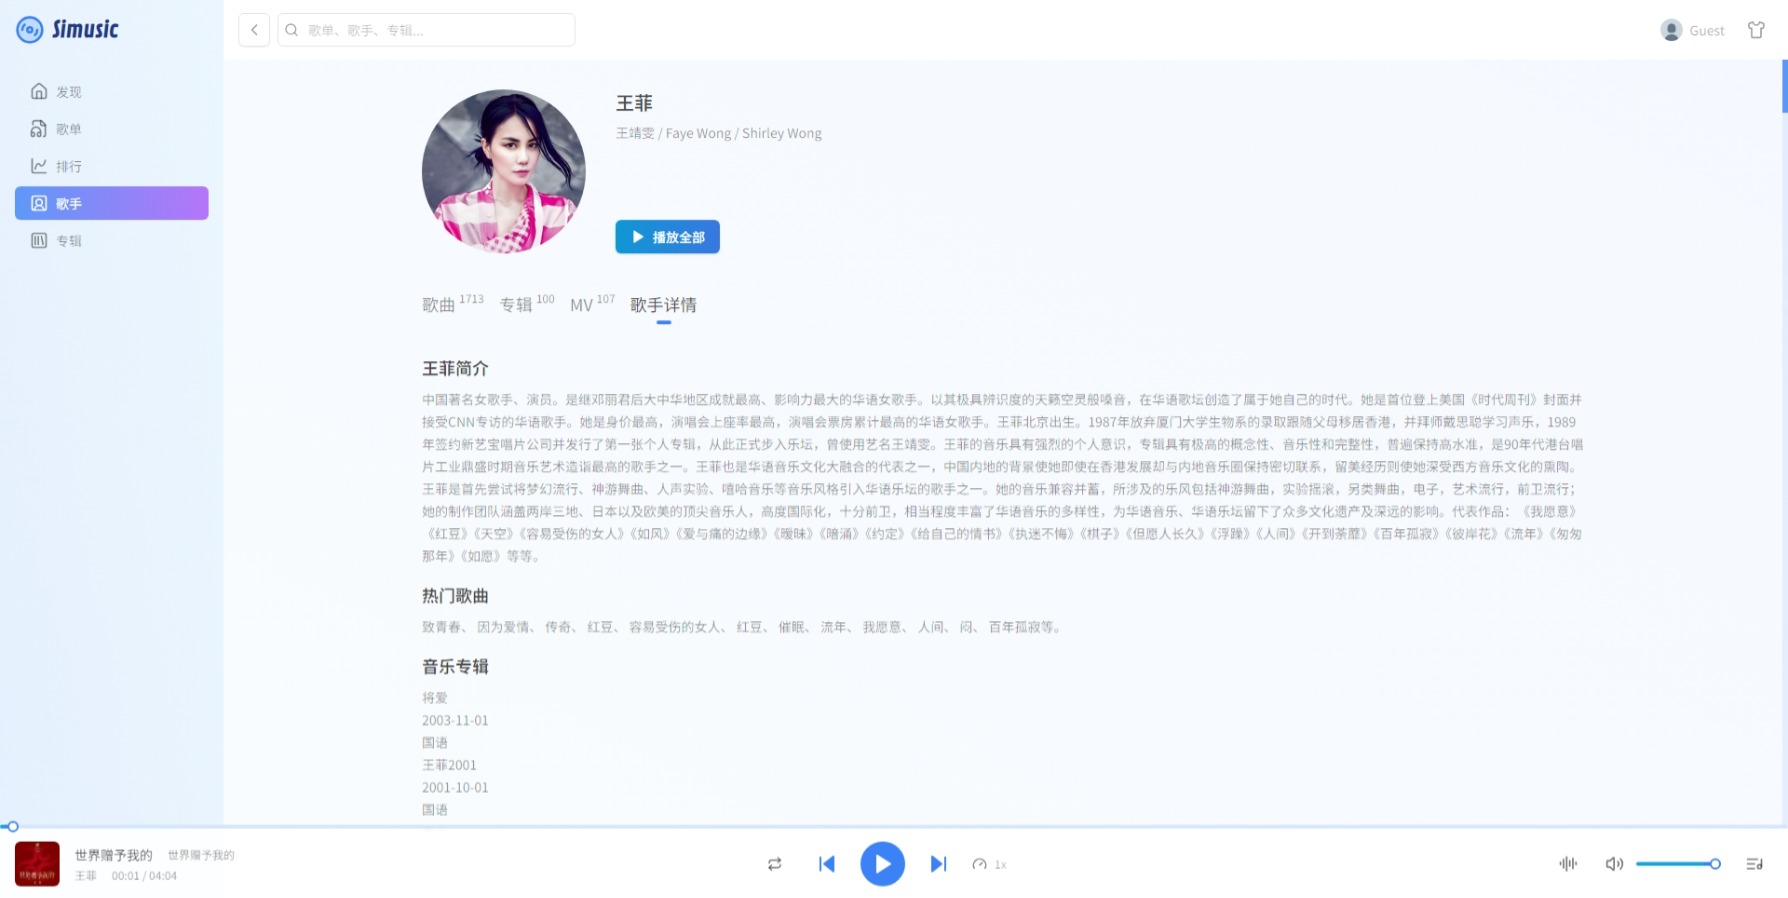 Simusic
歌单、歌手、专辑...
Guest
发现
歌单
排行
歌手
专辑
王菲
王靖雯 / Faye Wong / Shirley Wong
播放全部
歌曲 1713 专辑 100 MV 107 歌手详情
王菲简介
中国著名女歌手、演员。是继邓丽君后大中华地区成就最高、影响力最大的华语女歌手。以其极具辨识度的天籁空灵般嗓音，在华语歌坛创造了属于她自己的时代。她是首位登上美国《时代周刊》封面并
接受CNN专访的华语歌手。她是身价最高，演唱会上座率最高，演唱会票房累计最高的华语女歌手。王菲北京出生。1987年放弃厦门大学生物系的录取跟随父母移居香港，并拜师戴思聪学习声乐，1989
年签约新艺宝唱片公司并发行了第一张个人专辑，从此正式步入乐坛，曾使用艺名王靖雯。王菲的音乐具有强烈的个人意识，专辑具有极高的概念性、音乐性和完整性，普遍保持高水准，是90年代港台唱
片工业鼎盛时期音乐艺术造诣最高的歌手之一。王菲也是华语音乐文化大融合的代表之一，中国内地的背景使她即使在香港发展却与内地音乐圈保持密切联系，留美经历则使她深受西方音乐文化的熏陶。
王菲是首先尝试将梦幻流行、神游舞曲、人声实验、嘻哈音乐等音乐风格引入华语乐坛的歌手之一。她的音乐兼容并蓄，所涉及的乐风包括神游舞曲，实验摇滚，另类舞曲，电子，艺术流行，前卫流行；
她的制作团队涵盖两岸三地、日本以及欧美的顶尖音乐人，高度国际化，十分前卫，相当程度丰富了华语音乐的多样性，为华语音乐、华语乐坛留下了众多文化遗产及深远的影响。代表作品：《我愿意》
《红豆》《天空》《容易受伤的女人》《如风》《爱与痛的边缘》《暧昧》《暗涌》《约定》《给自己的情书》《执迷不悔》《棋子》《但愿人长久》《浮躁》《人间》《开到荼蘼》《百年孤寂》《彼岸花》《流年》《匆匆
那年》《如愿》等等。
热门歌曲
致青春、 因为爱情、 传奇、 红豆、 容易受伤的女人、 红豆、 催眠、 流年、 我愿意、 人间、 闷、 百年孤寂等。
音乐专辑
将爱
2003-11-01
国语
王菲2001
2001-10-01
国语
世界赠予我的 世界赠予我的
王菲 00:01 / 04:04
1x